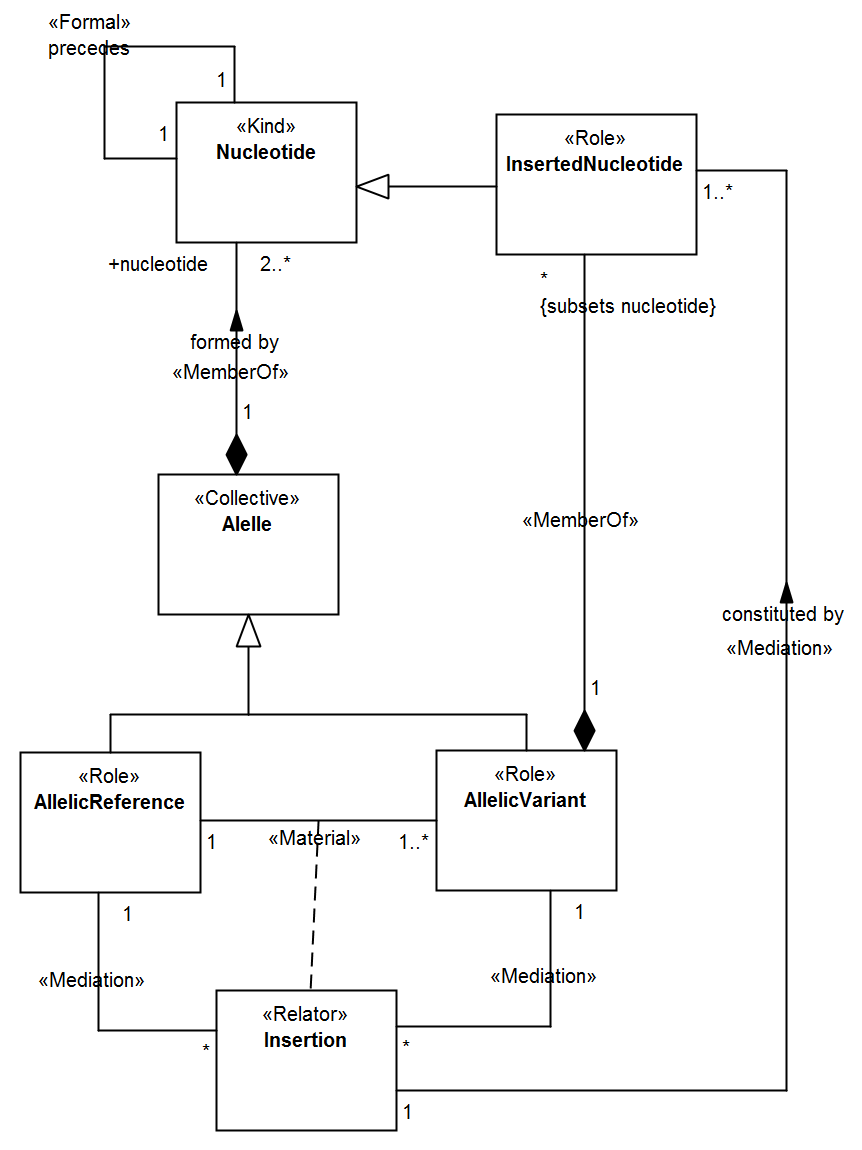 «Formal»
precedes
1
1
«Kind»
Nucleotide
«Role»
InsertedNucleotide
1..*
+nucleotide
2..*
*
{subsets nucleotide}
formed by
«MemberOf»
1
«Collective»
Alelle
«MemberOf»
constituted by
«Mediation»
1
«Role»
AllelicReference
«Role»
AllelicVariant
1
«Material»
1..*
1
1
«Mediation»
«Mediation»
«Relator»
Insertion
*
*
1